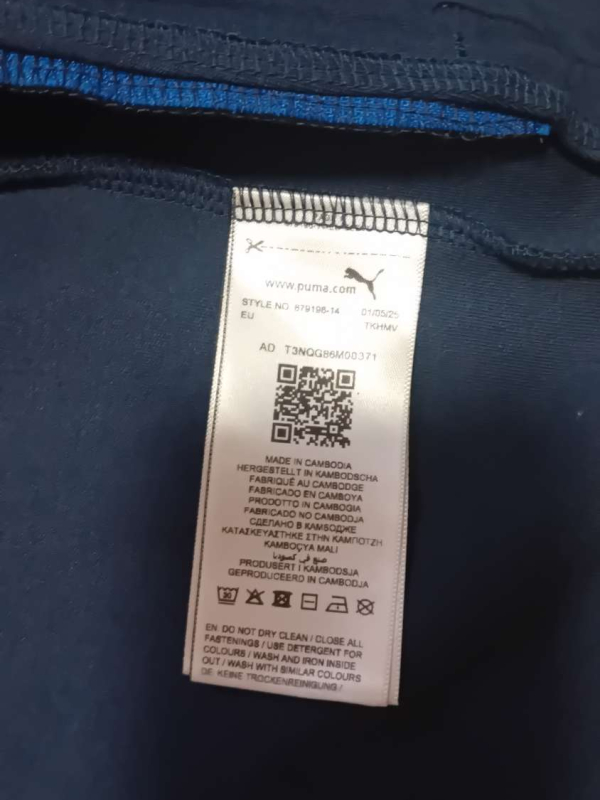 www.puma.com
STYLE NO 679198-14 01/05/25
EU TKHMV
AD T3NQG86M00371
MADE IN CAMBODIA
HERGESTELLT IN KAMBODSCHA
FABRIQUÉ AU CAMBODGE
FABRICADO EN CAMBOYA
PRODOTTO IN CAMBOGIA
FABRICADO NO CAMBODJA
СДЕЛАНО В КАМБОДЖЕ
ΚΑΤΑΣΚΕΥΑΣΤΗΚΕ ΣΤΗΝ ΚΑΜΠΟΤΖΗ
KAMBOÇYA MALI
صنع في كمبوديا
PRODUSERT I KAMBODSJA
GEPRODUCEERD IN CAMBODJA
30
EN: DO NOT DRY CLEAN / CLOSE ALL
FASTENINGS / USE DETERGENT FOR
COLOURS / WASH AND IRON INSIDE
OUT / WASH WITH SIMILAR COLOURS
DE: KEINE TROCKENREINIGUNG /